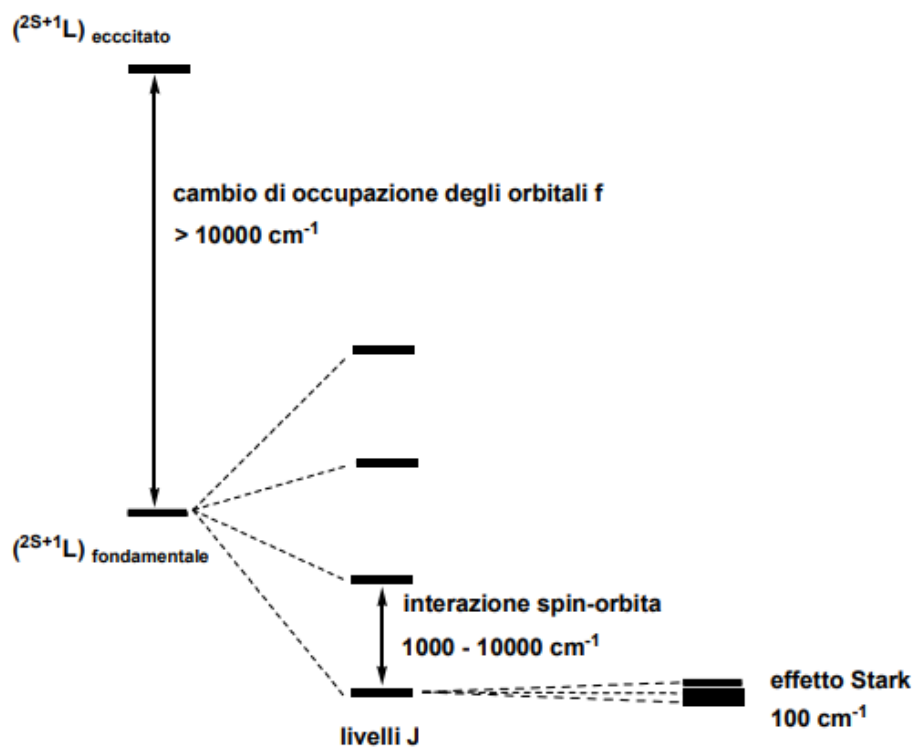 (²ˢ⁺¹L) ecccitato
cambio di occupazione degli orbitali f
> 10000 cm⁻¹
(²ˢ⁺¹L) fondamentale
interazione spin-orbita
1000 - 10000 cm⁻¹
effetto Stark
100 cm⁻¹
livelli J